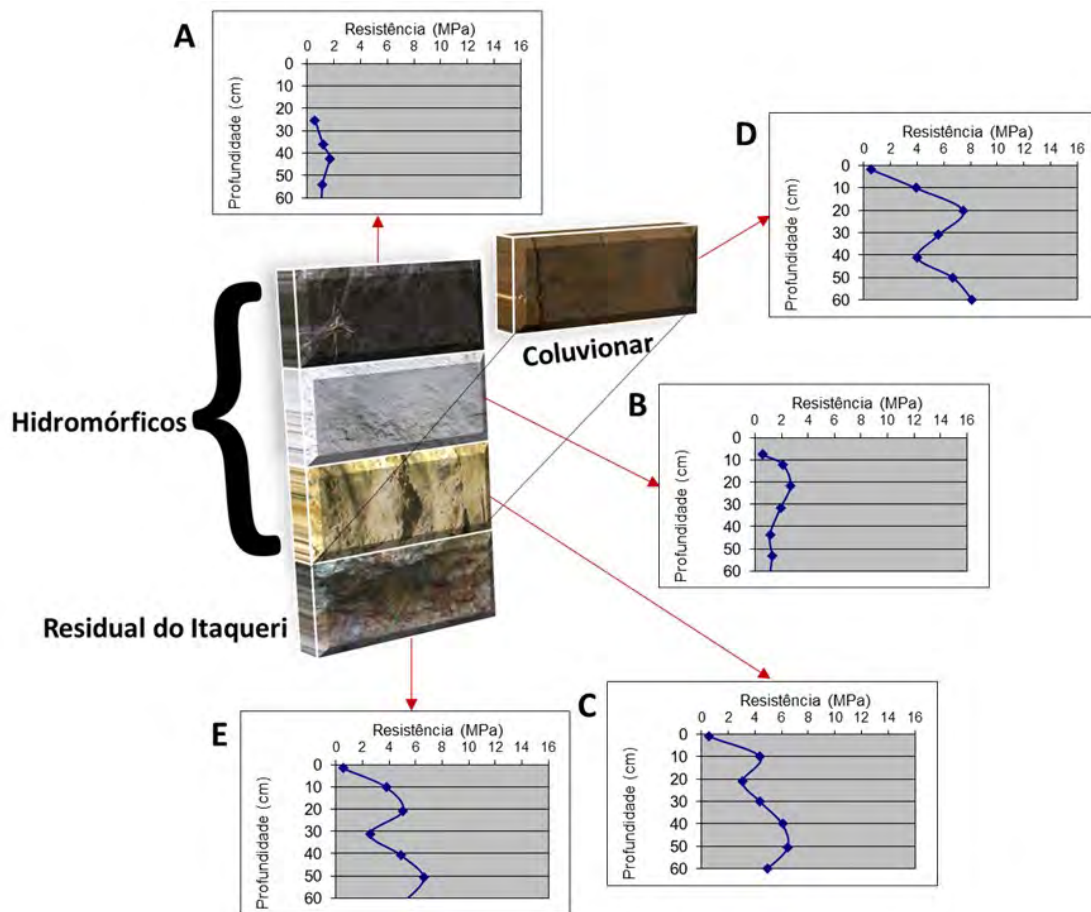 A
Resistência (MPa)
0 2 4 6 8 10 12 14 16
Profundidade (cm)
0
10
20
30
40
50
60
D
Resistência (MPa)
0 2 4 6 8 10 12 14 16
Profundidade (cm)
0
10
20
30
40
50
60
Coluvionar
Hidromórficos
B
Resistência (MPa)
0 2 4 6 8 10 12 14 16
Profundidade (cm)
0
10
20
30
40
50
60
Residual do Itaqueri
E
Resistência (MPa)
0 2 4 6 8 10 12 14 16
Profundidade (cm)
0
10
20
30
40
50
60
C
Resistência (MPa)
0 2 4 6 8 10 12 14 16
Profundidade (cm)
0
10
20
30
40
50
60